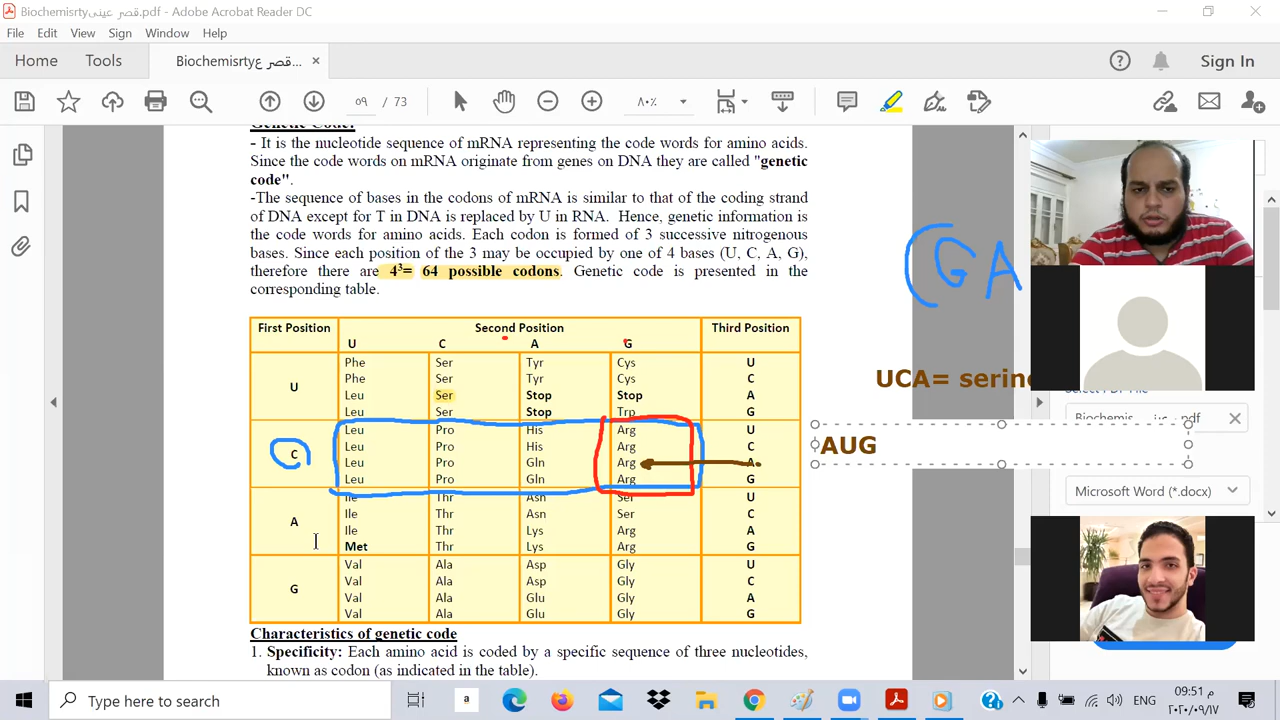 Biochemisrtyقصر عينى.pdf - Adobe Acrobat Reader DC
File Edit View Sign Window Help
Home Tools Biochemisrtyقصر ع... × Sign In
٥٩ / 73 ٨٠٪
Genetic Code:
- It is the nucleotide sequence of mRNA representing the code words for amino acids.
Since the code words on mRNA originate from genes on DNA they are called "genetic
code".
-The sequence of bases in the codons of mRNA is similar to that of the coding strand
of DNA except for T in DNA is replaced by U in RNA. Hence, genetic information is
the code words for amino acids. Each codon is formed of 3 successive nitrogenous
bases. Since each position of the 3 may be occupied by one of 4 bases (U, C, A, G),
therefore there are 4³= 64 possible codons. Genetic code is presented in the
corresponding table.
(GA
First Position Second Position Third Position
U C A G
U
Phe Ser Tyr Cys U
Phe Ser Tyr Cys C
Leu Ser Stop Stop A
Leu Ser Stop Trp G
C
Leu Pro His Arg U
Leu Pro His Arg C
Leu Pro Gln Arg A
Leu Pro Gln Arg G
A
Ile Thr Asn Ser U
Ile Thr Asn Ser C
Ile Thr Lys Arg A
Met Thr Lys Arg G
G
Val Ala Asp Gly U
Val Ala Asp Gly C
Val Ala Glu Gly A
Val Ala Glu Gly G
UCA= serine
AUG
Select PDF File
Biochemis... .pdf
Microsoft Word (*.docx)
Characteristics of genetic code
1. Specificity: Each amino acid is coded by a specific sequence of three nucleotides,
known as codon (as indicated in the table).
Type here to search
a
ENG
م 09:51
٢٠٢٠/٠٩/١٧